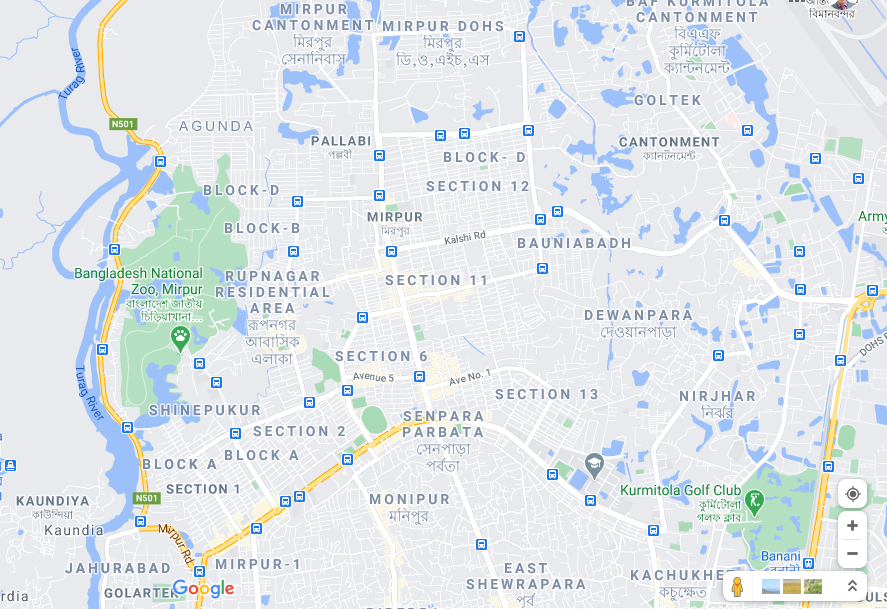 MIRPUR
CANTONMENT
মিরপুর
সেনানিবাস
MIRPUR DOHS
মিরপুর
ডি,ও,এইচ,এস
BAF KURMITOLA
CANTONMENT
বিএএফ
কুর্মিটোলা
ক্যান্টনমেন্ট
বিমানবন্দর
Turag River
GOLTEK
N501
AGUNDA
PALLABI
পল্লবী
CANTONMENT
ক্যানটনমেন্ট
BLOCK- D
SECTION 12
BLOCK-D
MIRPUR
মিরপুর
Army
BLOCK-B
Kalshi Rd
BAUNIABADH
Bangladesh National
Zoo, Mirpur
বাংলাদেশ জাতীয়
চিড়িয়াখানা...
RUPNAGAR
RESIDENTIAL
AREA
রূপনগর
আবাসিক
এলাকা
SECTION 11
DEWANPARA
দেওয়ানপাড়া
DOHS R
SECTION 6
Avenue 5
Ave No. 1
Turag River
SECTION 13
NIRJHAR
নির্ঝর
SHINEPUKUR
SENPARA
PARBATA
সেনপাড়া
পর্বতা
SECTION 2
BLOCK A
BLOCK A
SECTION 1
N501
KAUNDIYA
কাউন্দিয়া
Kaundia
MONIPUR
মনিপুর
Kurmitola Golf Club
কুর্মিটোলা
গলফ ক্লাব
Mirpur Rd
Banani
বনানী
JAHURABAD
MIRPUR-1
EAST
SHEWRAPARA
KACHUKHET
কচুক্ষেত
GOLARTEK
Google
rdia